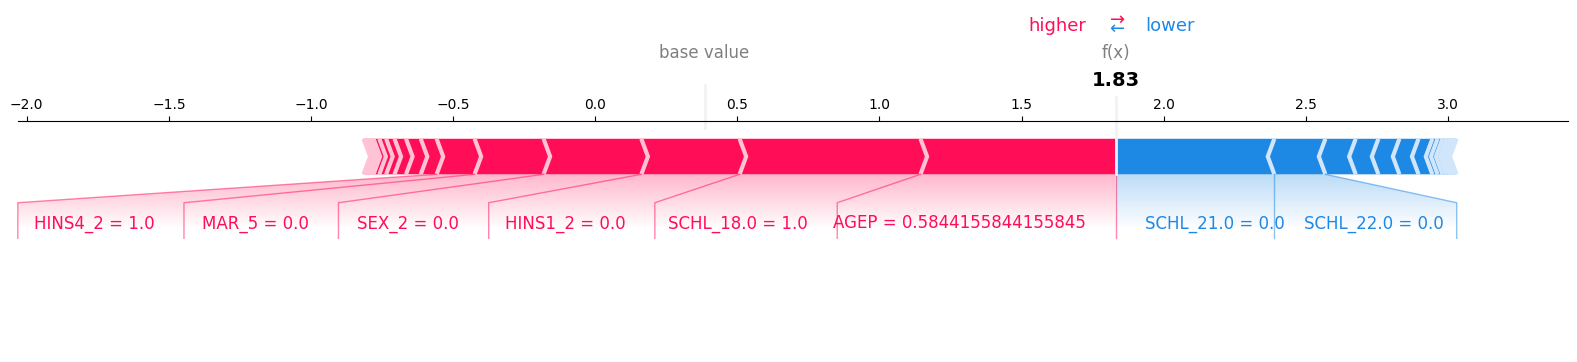 higher ⇄ lower
base value f(x)
1.83
−2.0 −1.5 −1.0 −0.5 0.0 0.5 1.0 1.5 2.0 2.5 3.0
HINS4_2 = 1.0 MAR_5 = 0.0 SEX_2 = 0.0 HINS1_2 = 0.0 SCHL_18.0 = 1.0 AGEP = 0.5844155844155845 SCHL_21.0 = 0.0 SCHL_22.0 = 0.0